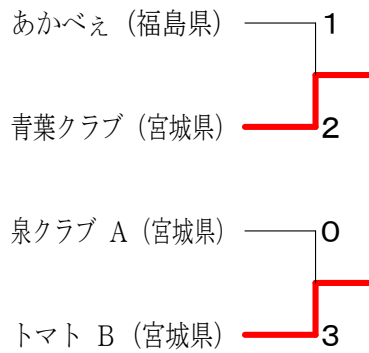 あかべぇ (福島県) 1
青葉クラブ (宮城県) 2
泉クラブ A (宮城県) 0
トマト B (宮城県) 3